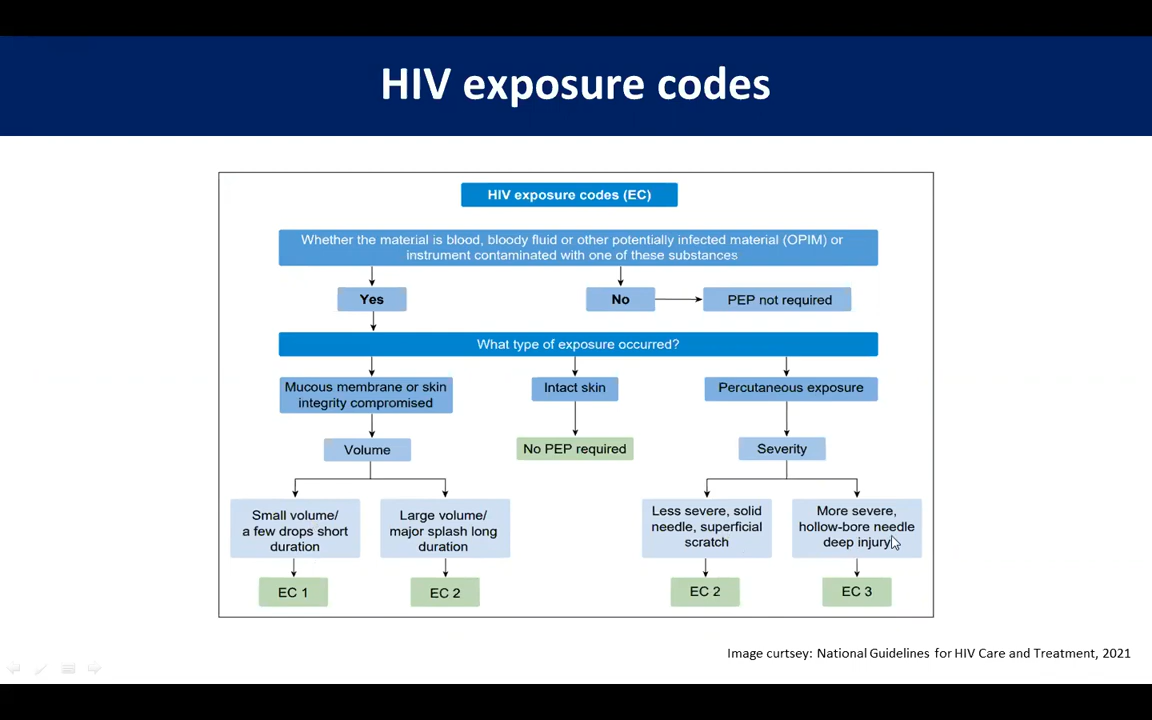 HIV exposure codes
HIV exposure codes (EC)
Whether the material is blood, bloody fluid or other potentially infected material (OPIM) or
instrument contaminated with one of these substances
Yes
No
PEP not required
What type of exposure occurred?
Mucous membrane or skin
integrity compromised
Intact skin
Percutaneous exposure
Volume
No PEP required
Severity
Small volume/
a few drops short
duration
Large volume/
major splash long
duration
Less severe, solid
needle, superficial
scratch
More severe,
hollow-bore needle
deep injury
EC 1
EC 2
EC 2
EC 3
Image curtsey: National Guidelines for HIV Care and Treatment, 2021